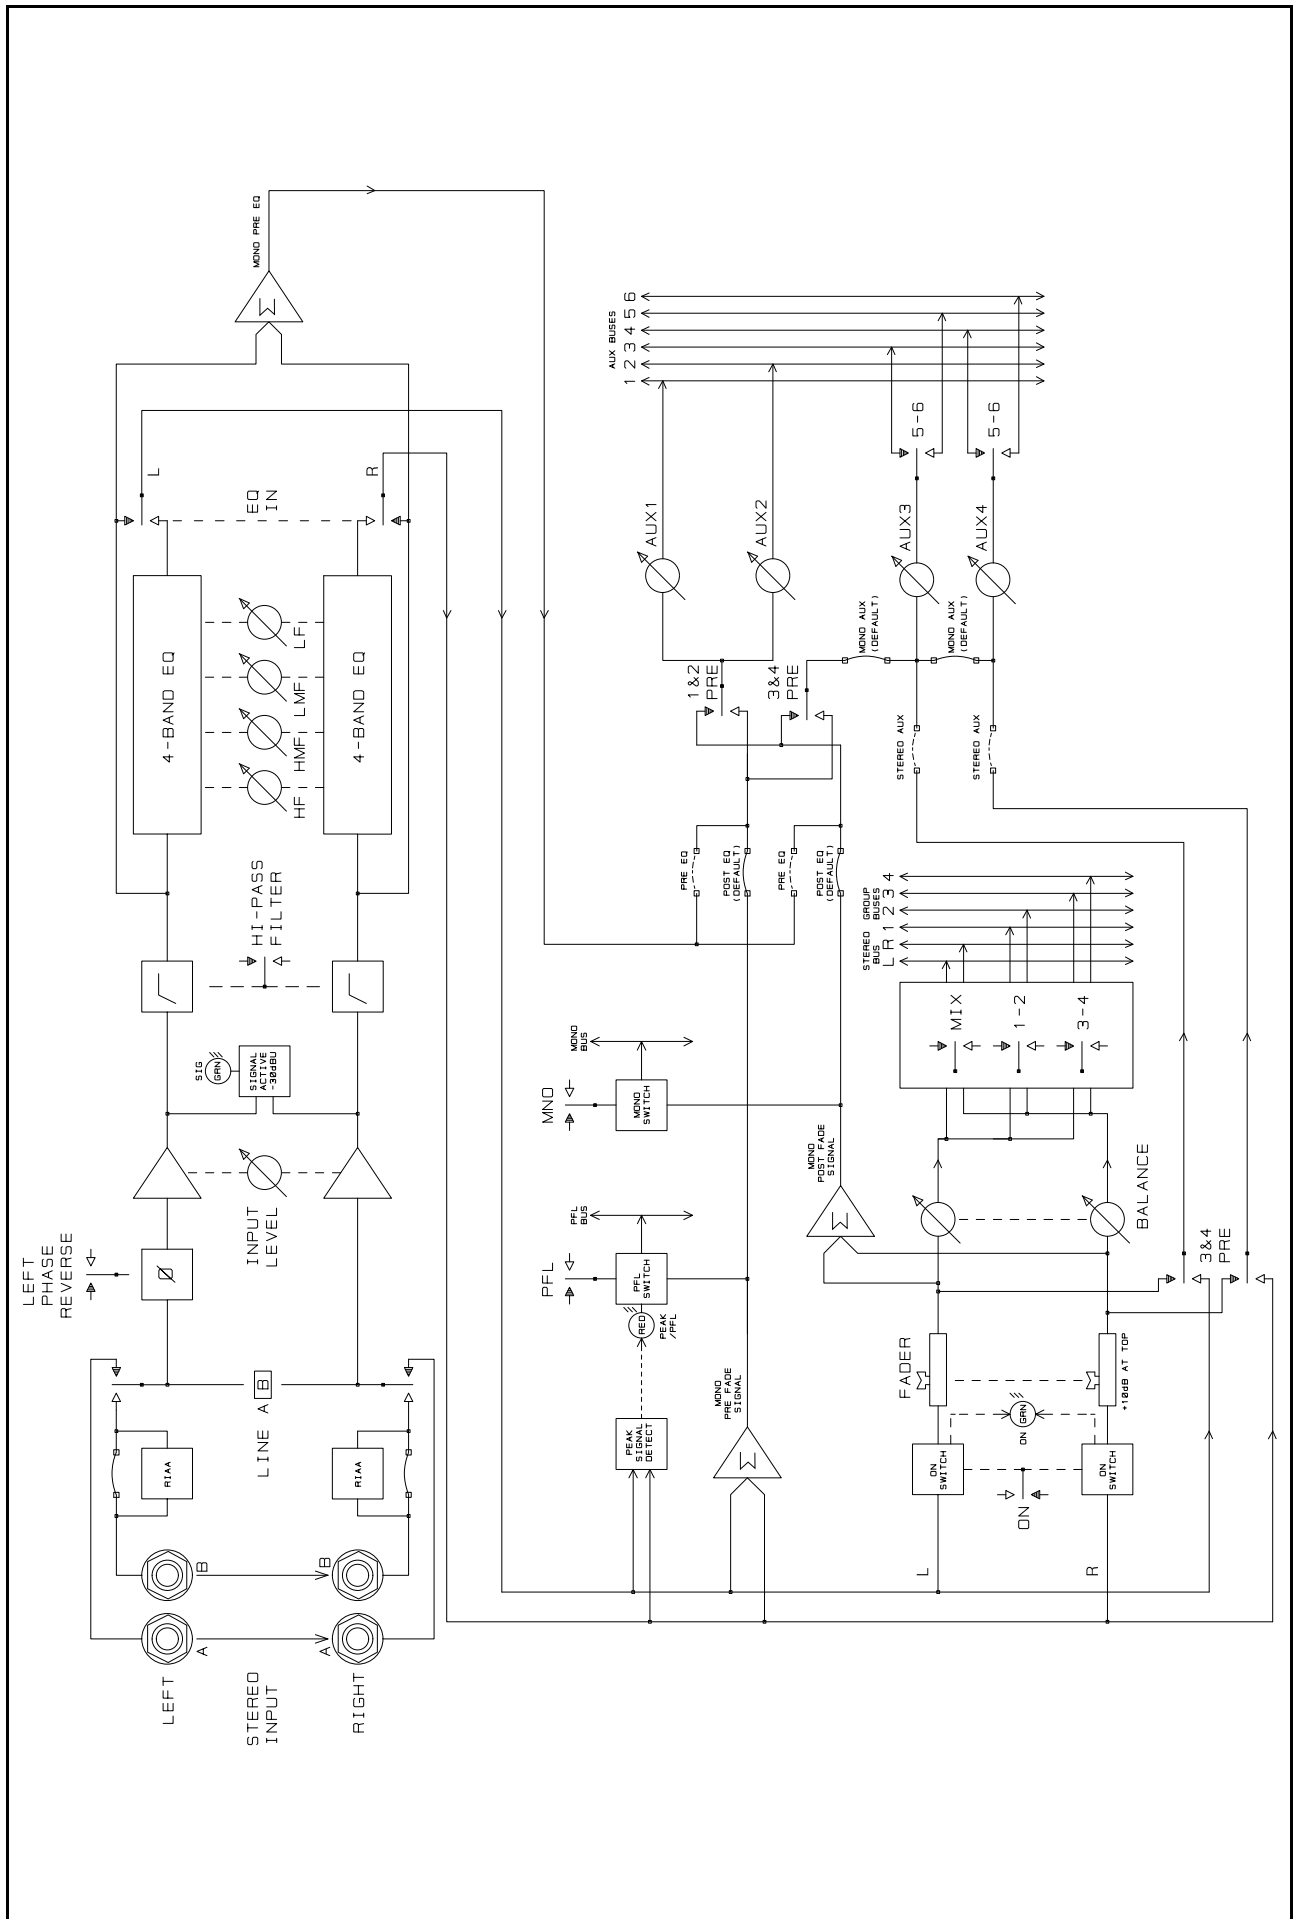 LEFT
PHASE
REVERSE
LEFT
A
B
STEREO
INPUT
A
B
RIGHT
RIAA
RIAA
LINE A B
Ø
INPUT
LEVEL
SIG
GRN
SIGNAL
ACTIVE
-30dBU
HI-PASS
FILTER
4-BAND EQ
HF
HMF
LMF
LF
4-BAND EQ
EQ
IN
L
R
Σ
MONO PRE EQ
PEAK
SIGNAL
DETECT
RED
PEAK
/PFL
PFL
PFL
SWITCH
PFL
BUS
MNO
MONO
SWITCH
MONO
BUS
Σ
MONO
PRE FADE
SIGNAL
Σ
MONO
POST FADE
SIGNAL
PRE EQ
POST EQ
(DEFAULT)
PRE EQ
POST EQ
(DEFAULT)
1&2
PRE
3&4
PRE
AUX1
AUX2
MONO AUX
(DEFAULT)
MONO AUX
(DEFAULT)
STEREO AUX
STEREO AUX
AUX3
AUX4
5-6
5-6
AUX BUSES
1 2 3 4 5 6
L
R
ON
SWITCH
ON
ON
SWITCH
ON
GRN
FADER
+10dB AT TOP
BALANCE
3&4
PRE
MIX
1-2
3-4
STEREO
BUS
GROUP
BUSES
L R 1 2 3 4